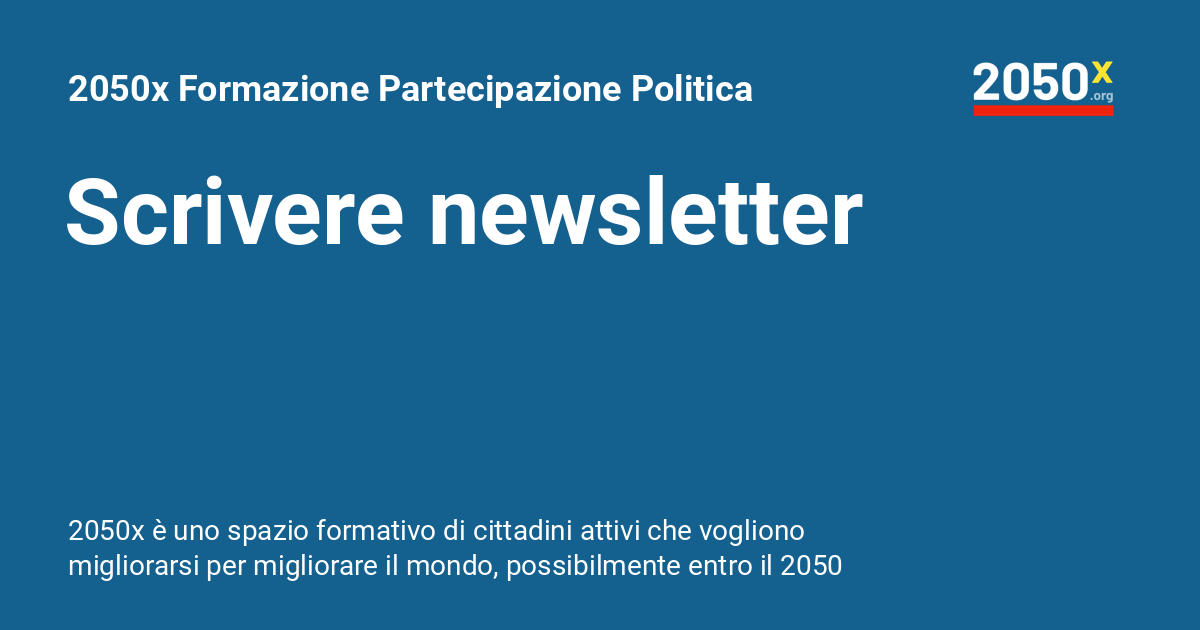 2050x Formazione Partecipazione Politica
2050x
.org
Scrivere newsletter
2050x è uno spazio formativo di cittadini attivi che vogliono
migliorarsi per migliorare il mondo, possibilmente entro il 2050